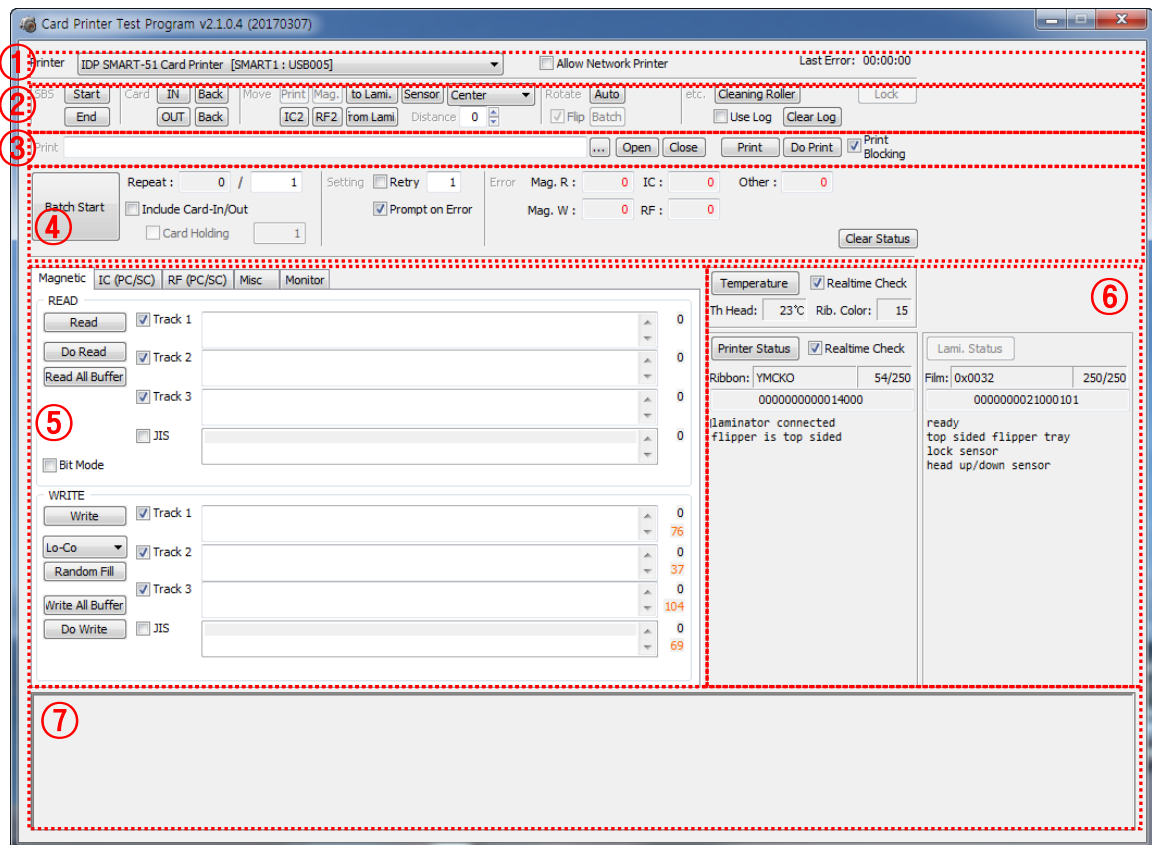 Card Printer Test Program v2.1.0.4 (20170307)
① Printer IDP SMART-51 Card Printer [SMART1 : USB005] Allow Network Printer Last Error: 00:00:00
② SBS Start Card IN Back Move Print Mag. to Lami. Sensor Center Rotate Auto etc. Cleaning Roller Lock
End OUT Back IC2 RF2 from Lami Distance 0 Flip Batch Use Log Clear Log
③ Print ... Open Close Print Do Print Print Blocking
④ Batch Start Repeat : 0 / 1 Setting Retry 1 Error Mag. R : 0 IC : 0 Other : 0
Include Card-In/Out Prompt on Error Mag. W : 0 RF : 0
Card Holding 1
Clear Status
Magnetic IC (PC/SC) RF (PC/SC) Misc Monitor
READ
Read Track 1 0
Do Read Track 2 0
Read All Buffer
Track 3 0
⑤ JIS 0
Bit Mode
WRITE
Write Track 1 0
76
Lo-Co Track 2 0
Random Fill 37
Track 3 0
Write All Buffer 104
Do Write JIS 0
69
⑥ Temperature Realtime Check
Th Head: 23℃ Rib. Color: 15
Printer Status Realtime Check
Ribbon: YMCKO 54/250
0000000000014000
laminator connected
flipper is top sided
Lami. Status
Film: 0x0032 250/250
0000000021000101
ready
top sided flipper tray
lock sensor
head up/down sensor
⑦